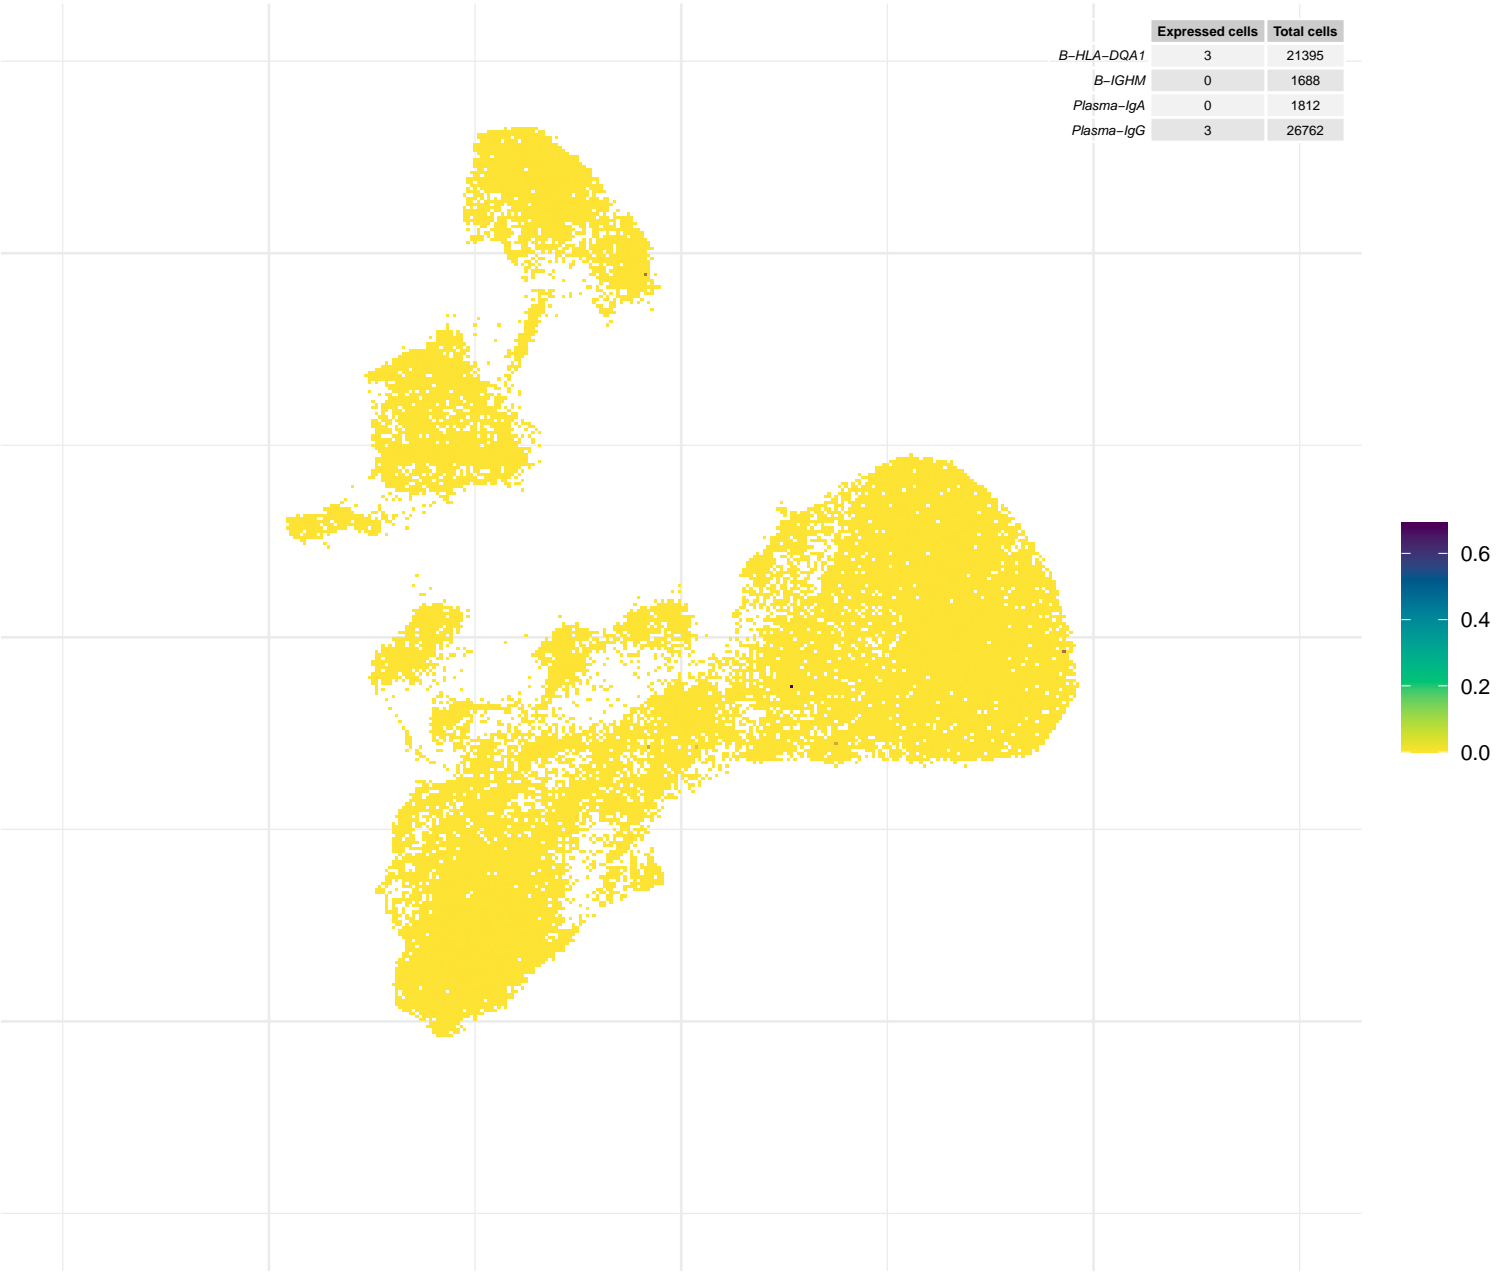 Expressed cells Total cells
B–HLA–DQA1 3 21395
B–IGHM 0 1688
Plasma–IgA 0 1812
Plasma–IgG 3 26762
0.6
0.4
0.2
0.0